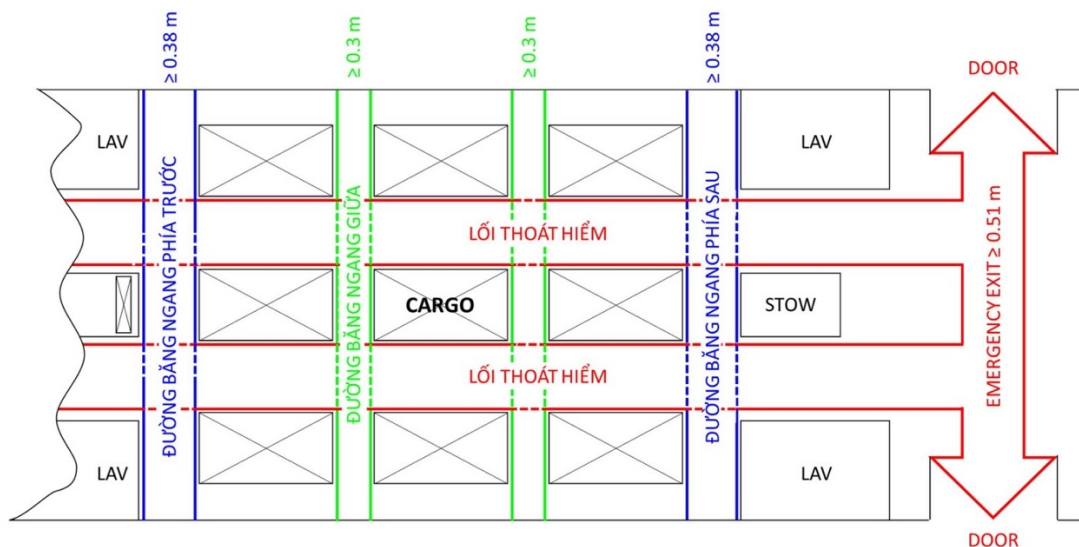 ≥ 0.38 m
≥ 0.3 m
≥ 0.3 m
≥ 0.38 m
DOOR
LAV
LAV
ĐƯỜNG BĂNG NGANG PHÍA TRƯỚC
ĐƯỜNG BĂNG NGANG GIỮA
ĐƯỜNG BĂNG NGANG PHÍA SAU
LỐI THOÁT HIỂM
CARGO
STOW
EMERGENCY EXIT ≥ 0.51 m
LỐI THOÁT HIỂM
LAV
LAV
DOOR